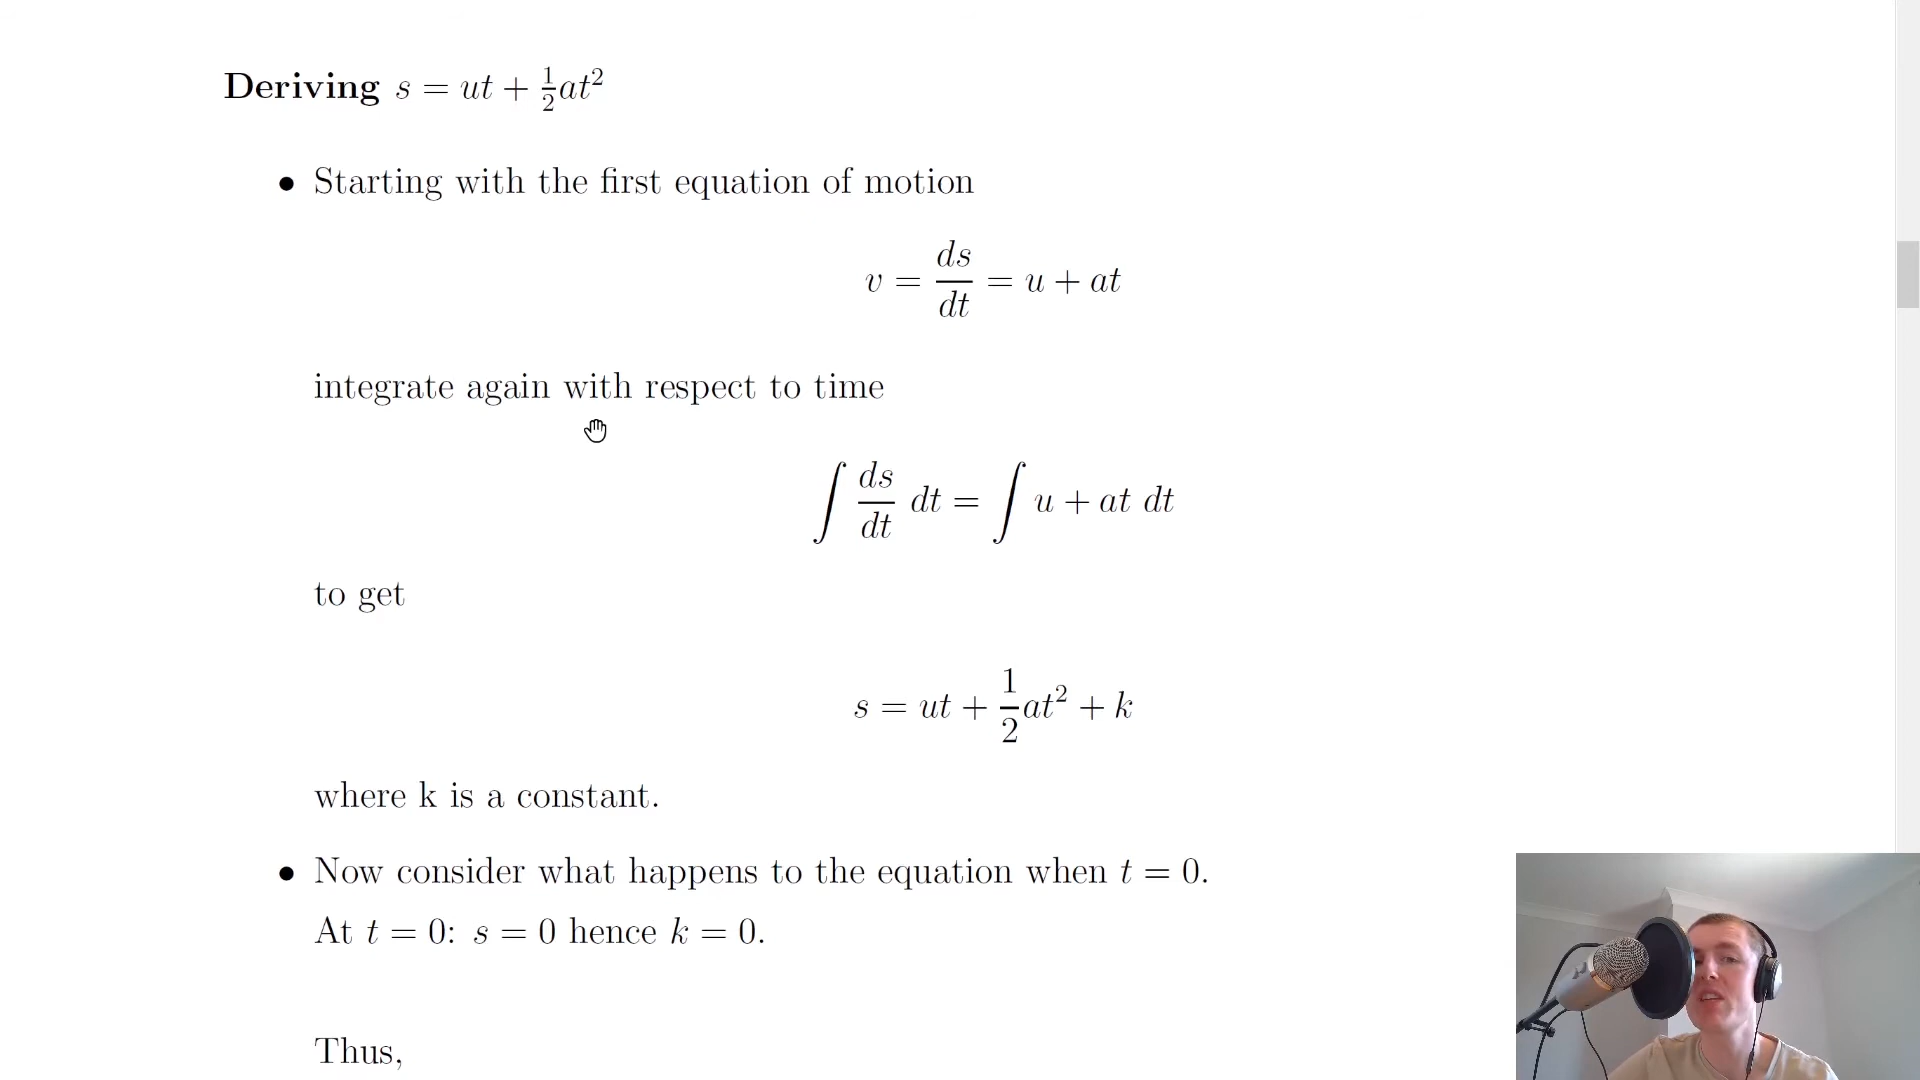 Deriving s = ut + ½at²
• Starting with the first equation of motion
v = ds/dt = u + at
integrate again with respect to time
∫ ds/dt dt = ∫ u + at dt
to get
s = ut + 1/2 at² + k
where k is a constant.
• Now consider what happens to the equation when t = 0.
At t = 0: s = 0 hence k = 0.
Thus,